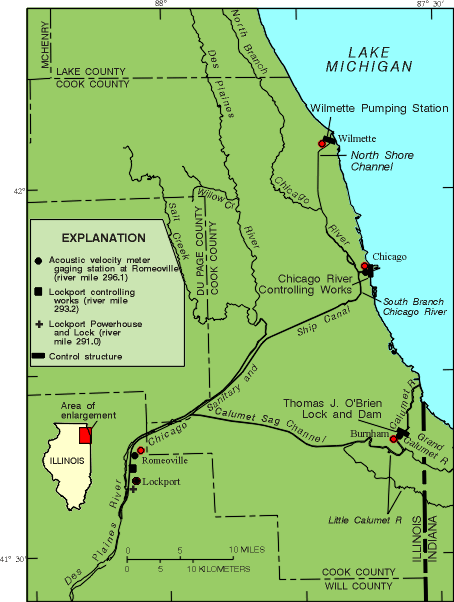 88°
87° 30'
MCHENRY
LAKE COUNTY
COOK COUNTY
Des
Plaines
River
North Branch
Chicago
River
LAKE
MICHIGAN
Wilmette Pumping Station
Wilmette
North Shore
Channel
42°
Willow Cr
Salt
Creek
DU PAGE COUNTY
COOK COUNTY
Chicago
Chicago River
Controlling Works
South Branch
Chicago River
EXPLANATION
Acoustic velocity meter
gaging station at Romeoville
(river mile 296.1)
Lockport controlling
works (river mile
293.2)
Lockport Powerhouse
and Lock (river
mile 291.0)
Control structure
Chicago
Sanitary and
Ship Canal
Calumet Sag Channel
Thomas J. O'Brien
Lock and Dam
Calumet R
Burnham
Grand
Calumet R
Little Calumet R
Area of
enlargement
ILLINOIS
Romeoville
Lockport
Des Plaines River
ILLINOIS
INDIANA
0 5 10 MILES
0 5 10 KILOMETERS
41° 30'
COOK COUNTY
WILL COUNTY